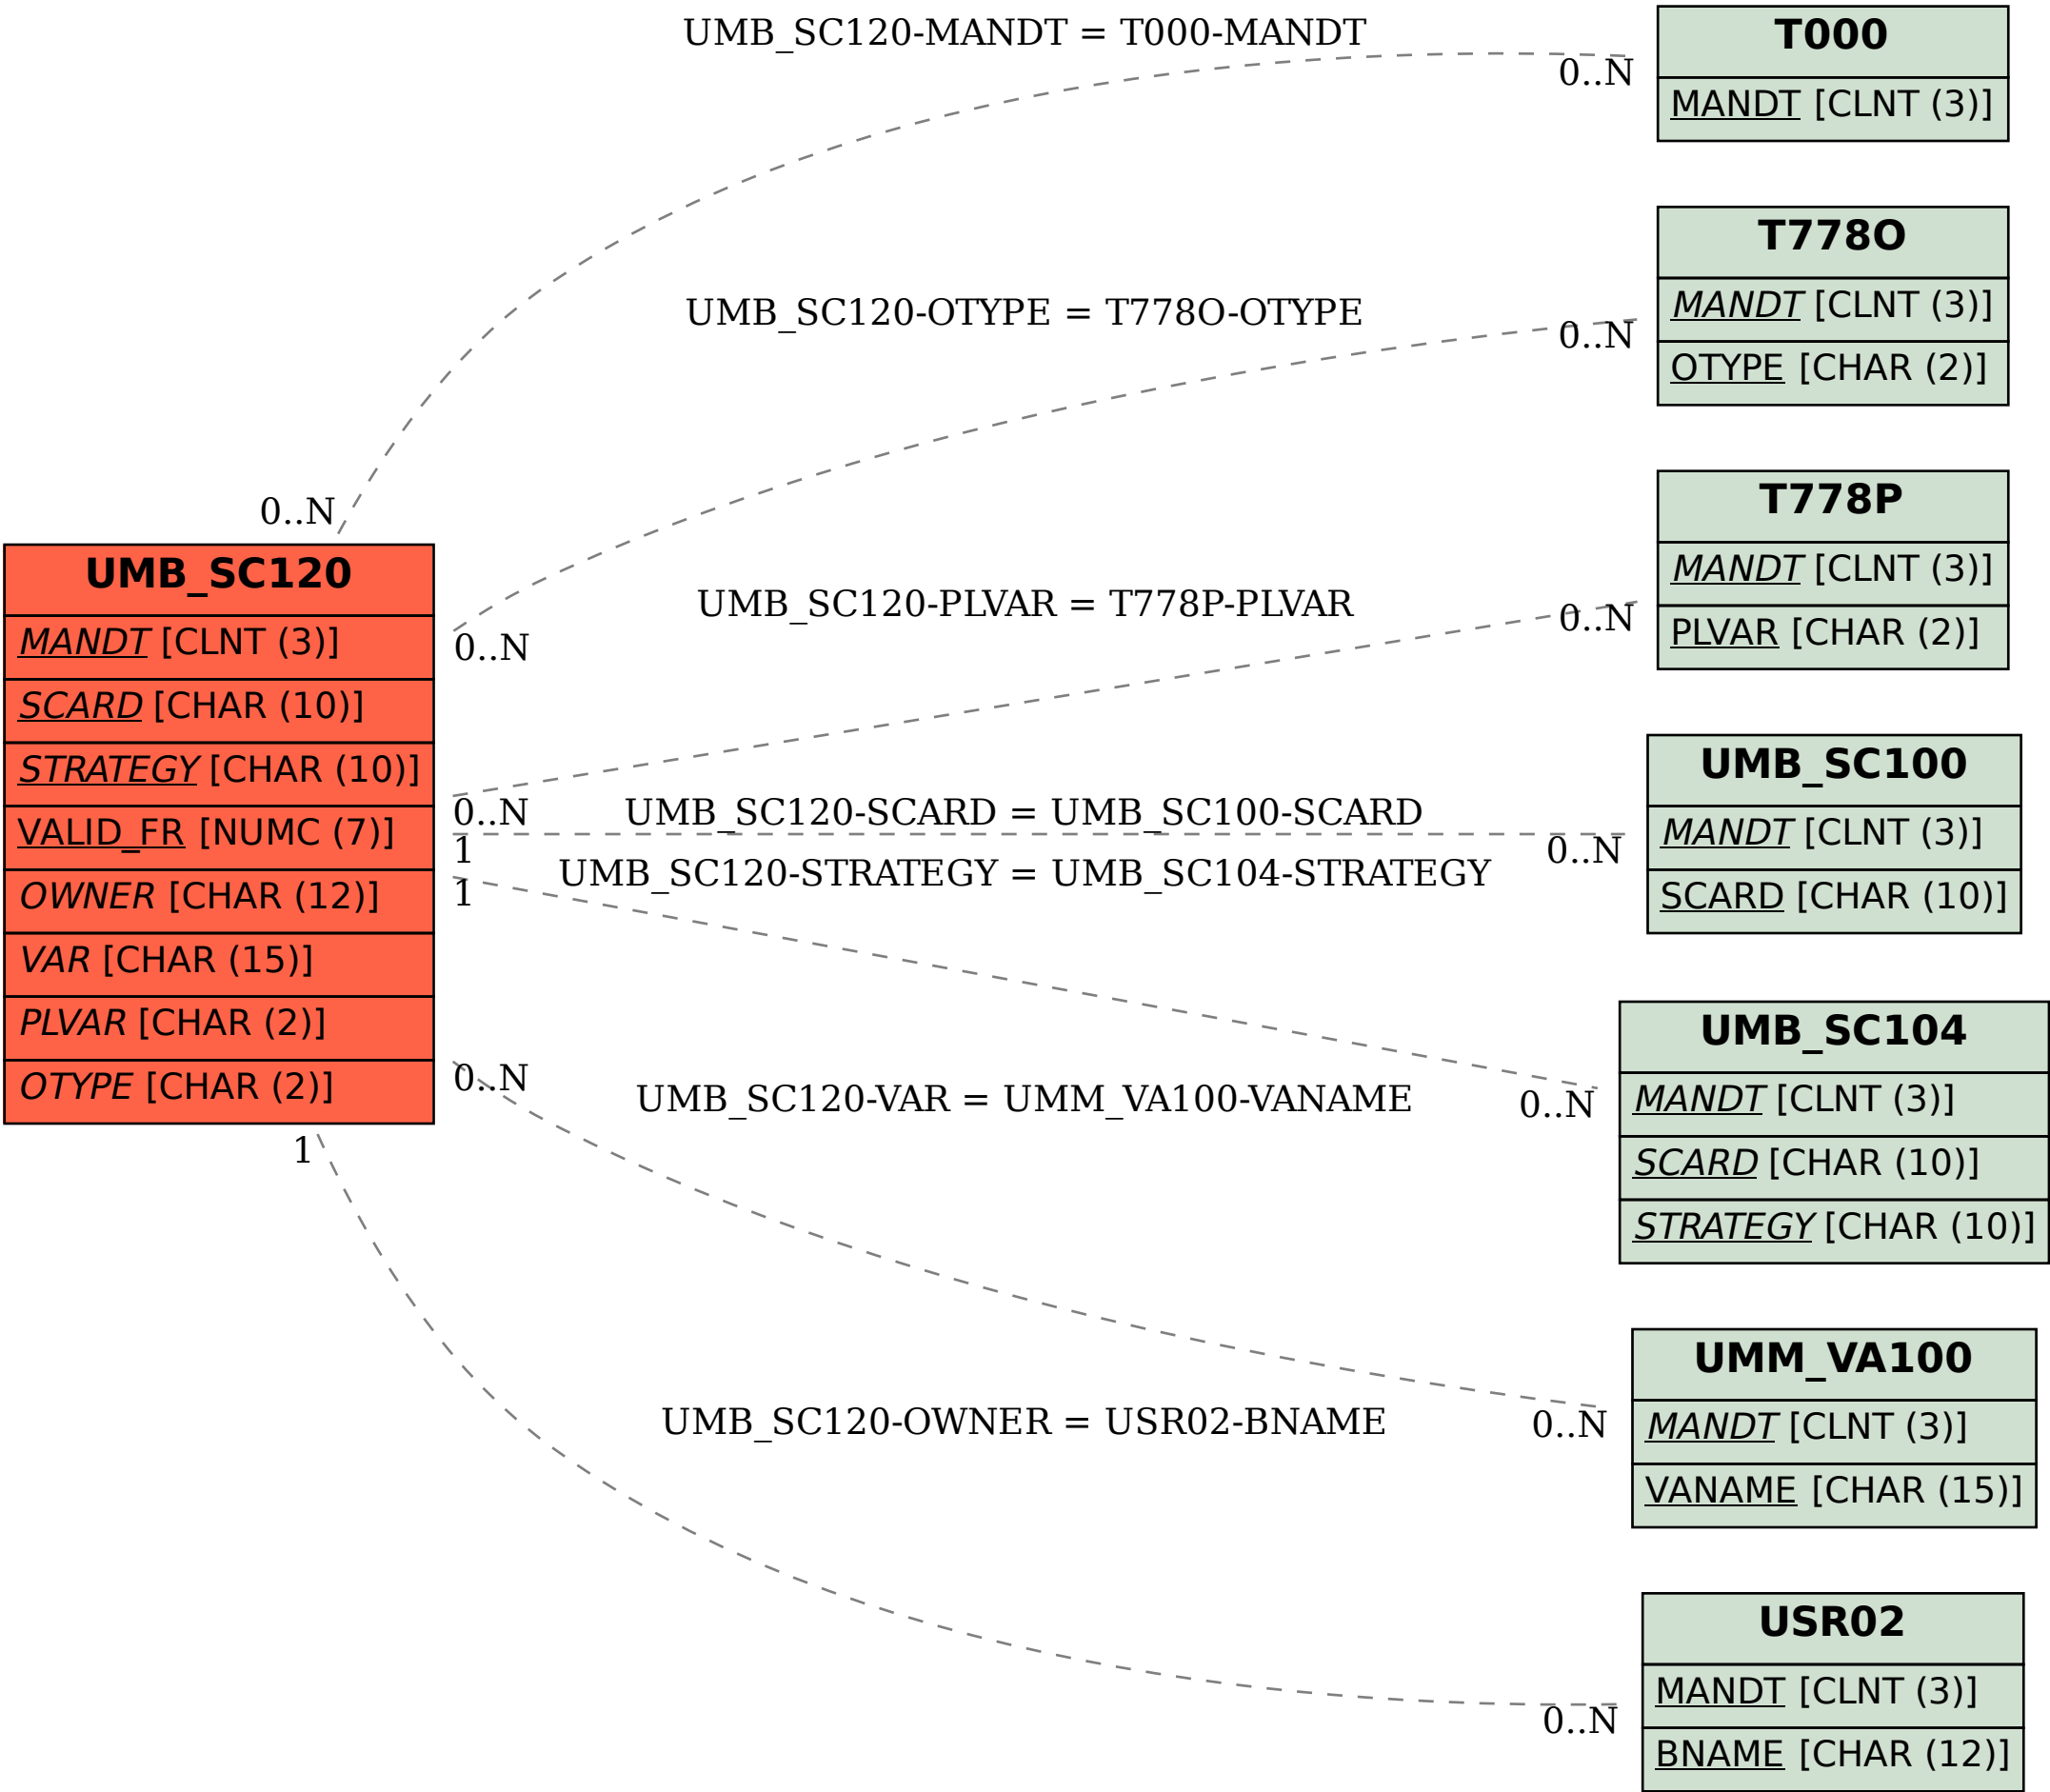 UMB_SC120-MANDT = T000-MANDT
0..N
0..N
T000
MANDT [CLNT (3)]
UMB_SC120-OTYPE = T778O-OTYPE
0..N
0..N
T778O
MANDT [CLNT (3)]
OTYPE [CHAR (2)]
UMB_SC120-PLVAR = T778P-PLVAR
0..N
0..N
T778P
MANDT [CLNT (3)]
PLVAR [CHAR (2)]
UMB_SC120
MANDT [CLNT (3)]
SCARD [CHAR (10)]
STRATEGY [CHAR (10)]
VALID_FR [NUMC (7)]
OWNER [CHAR (12)]
VAR [CHAR (15)]
PLVAR [CHAR (2)]
OTYPE [CHAR (2)]
UMB_SC120-SCARD = UMB_SC100-SCARD
1
0..N
UMB_SC100
MANDT [CLNT (3)]
SCARD [CHAR (10)]
UMB_SC120-STRATEGY = UMB_SC104-STRATEGY
1
0..N
UMB_SC104
MANDT [CLNT (3)]
SCARD [CHAR (10)]
STRATEGY [CHAR (10)]
UMB_SC120-VAR = UMM_VA100-VANAME
0..N
0..N
UMM_VA100
MANDT [CLNT (3)]
VANAME [CHAR (15)]
UMB_SC120-OWNER = USR02-BNAME
1
0..N
USR02
MANDT [CLNT (3)]
BNAME [CHAR (12)]